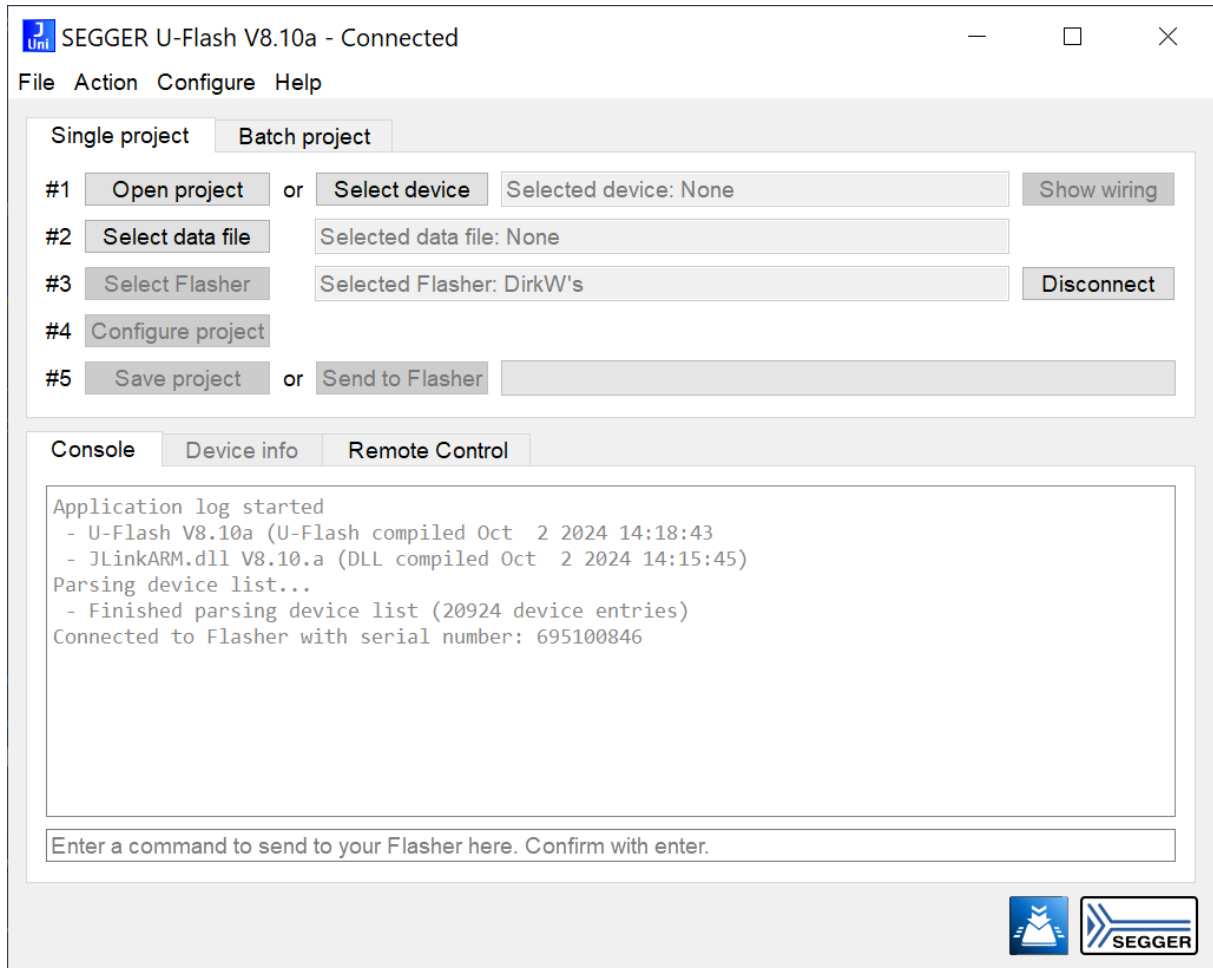 J
Uni SEGGER U-Flash V8.10a - Connected
File Action Configure Help
Single project Batch project
#1 Open project or Select device Selected device: None Show wiring
#2 Select data file Selected data file: None
#3 Select Flasher Selected Flasher: DirkW's Disconnect
#4 Configure project
#5 Save project or Send to Flasher
Console Device info Remote Control
Application log started
- U-Flash V8.10a (U-Flash compiled Oct  2 2024 14:18:43
- JLinkARM.dll V8.10.a (DLL compiled Oct  2 2024 14:15:45)
Parsing device list...
- Finished parsing device list (20924 device entries)
Connected to Flasher with serial number: 695100846
Enter a command to send to your Flasher here. Confirm with enter.
SEGGER